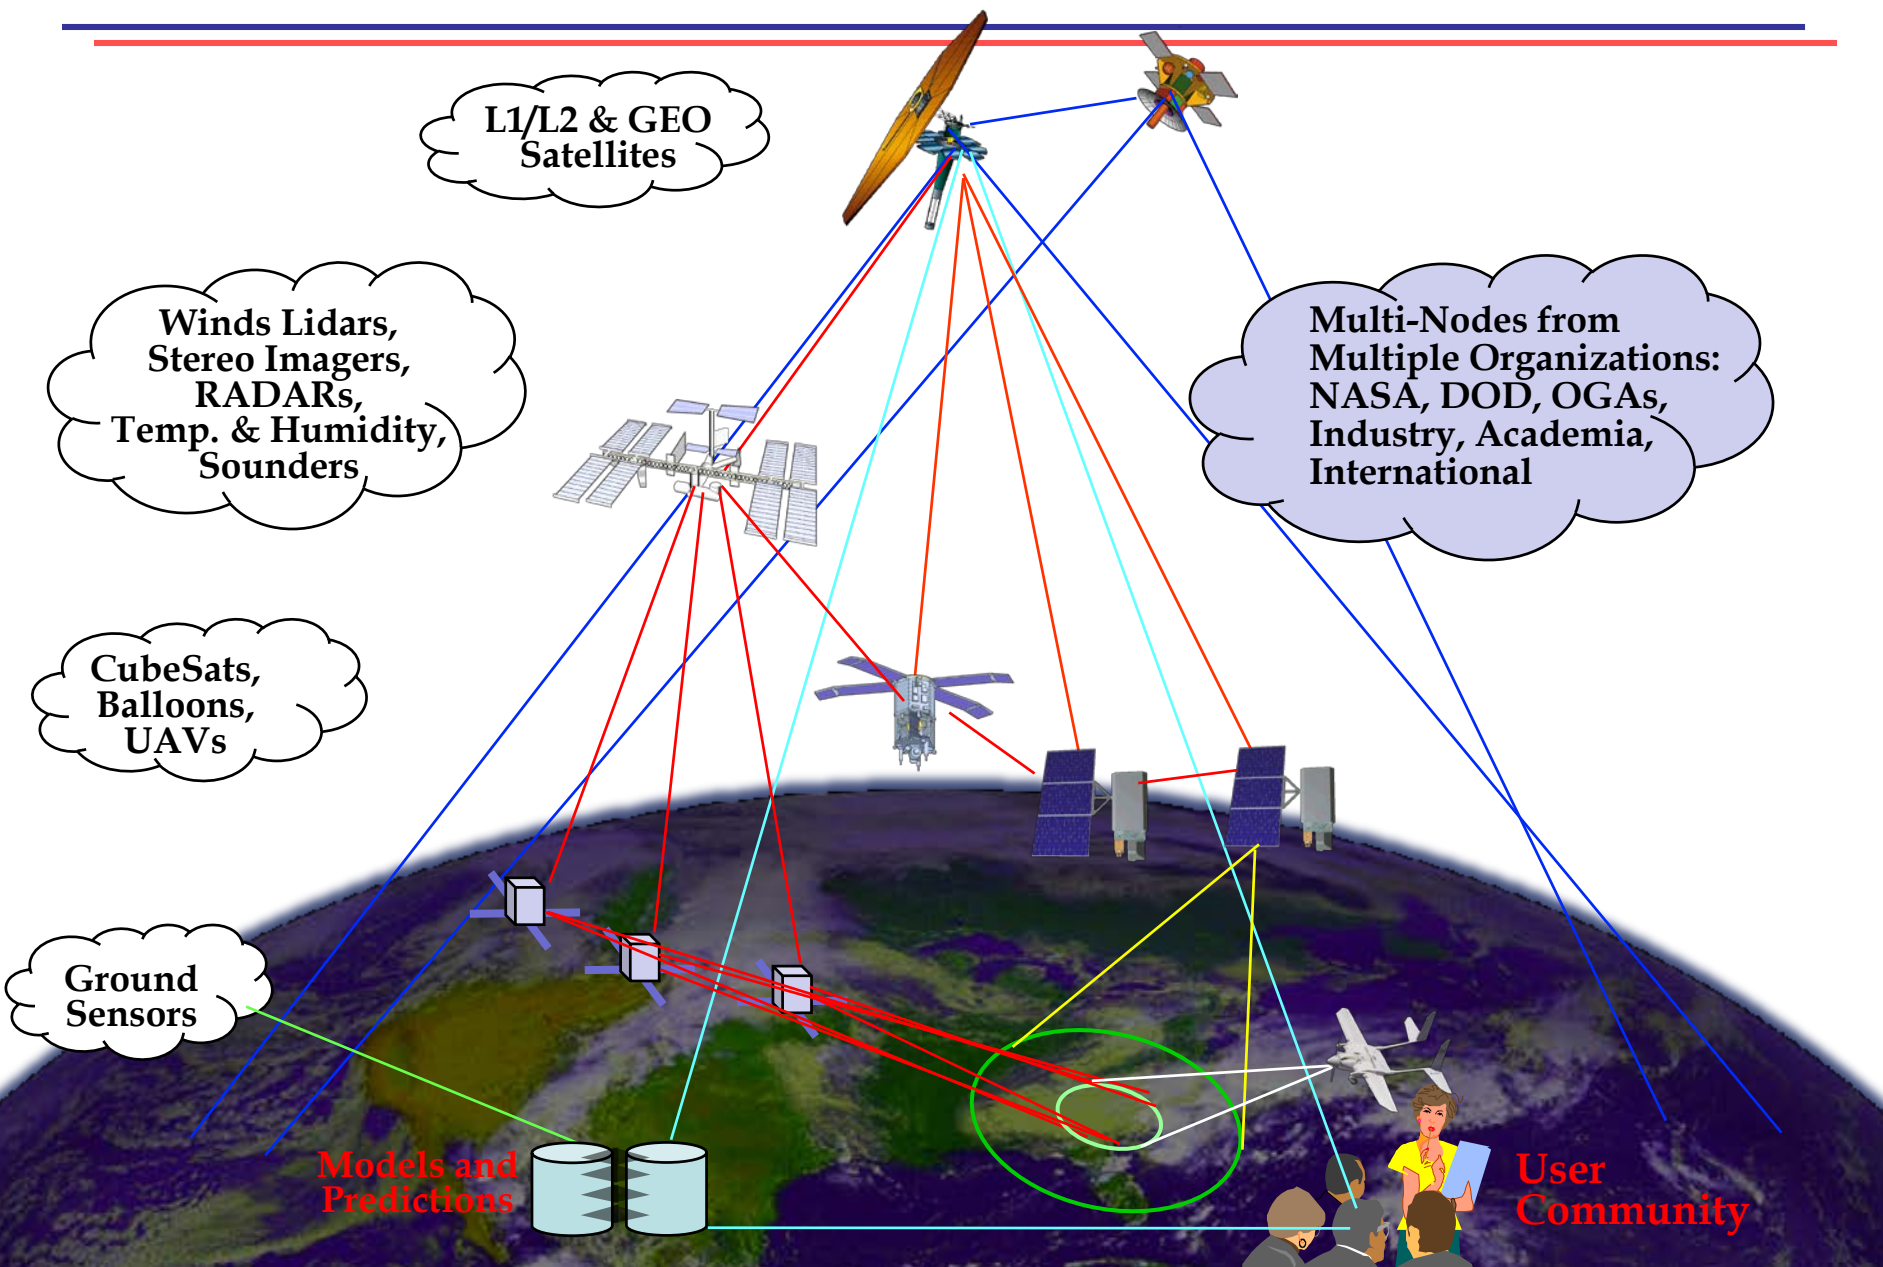 L1/L2 & GEO
Satellites
Winds Lidars,
Stereo Imagers,
RADARs,
Temp. & Humidity,
Sounders
Multi-Nodes from
Multiple Organizations:
NASA, DOD, OGAs,
Industry, Academia,
International
CubeSats,
Balloons,
UAVs
Ground
Sensors
Models and
Predictions
User
Community